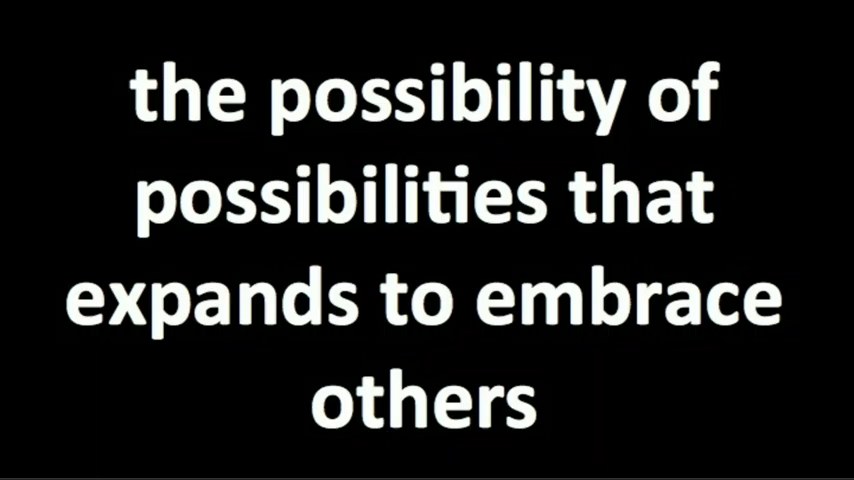 the possibility of
possibilities that
expands to embrace
others